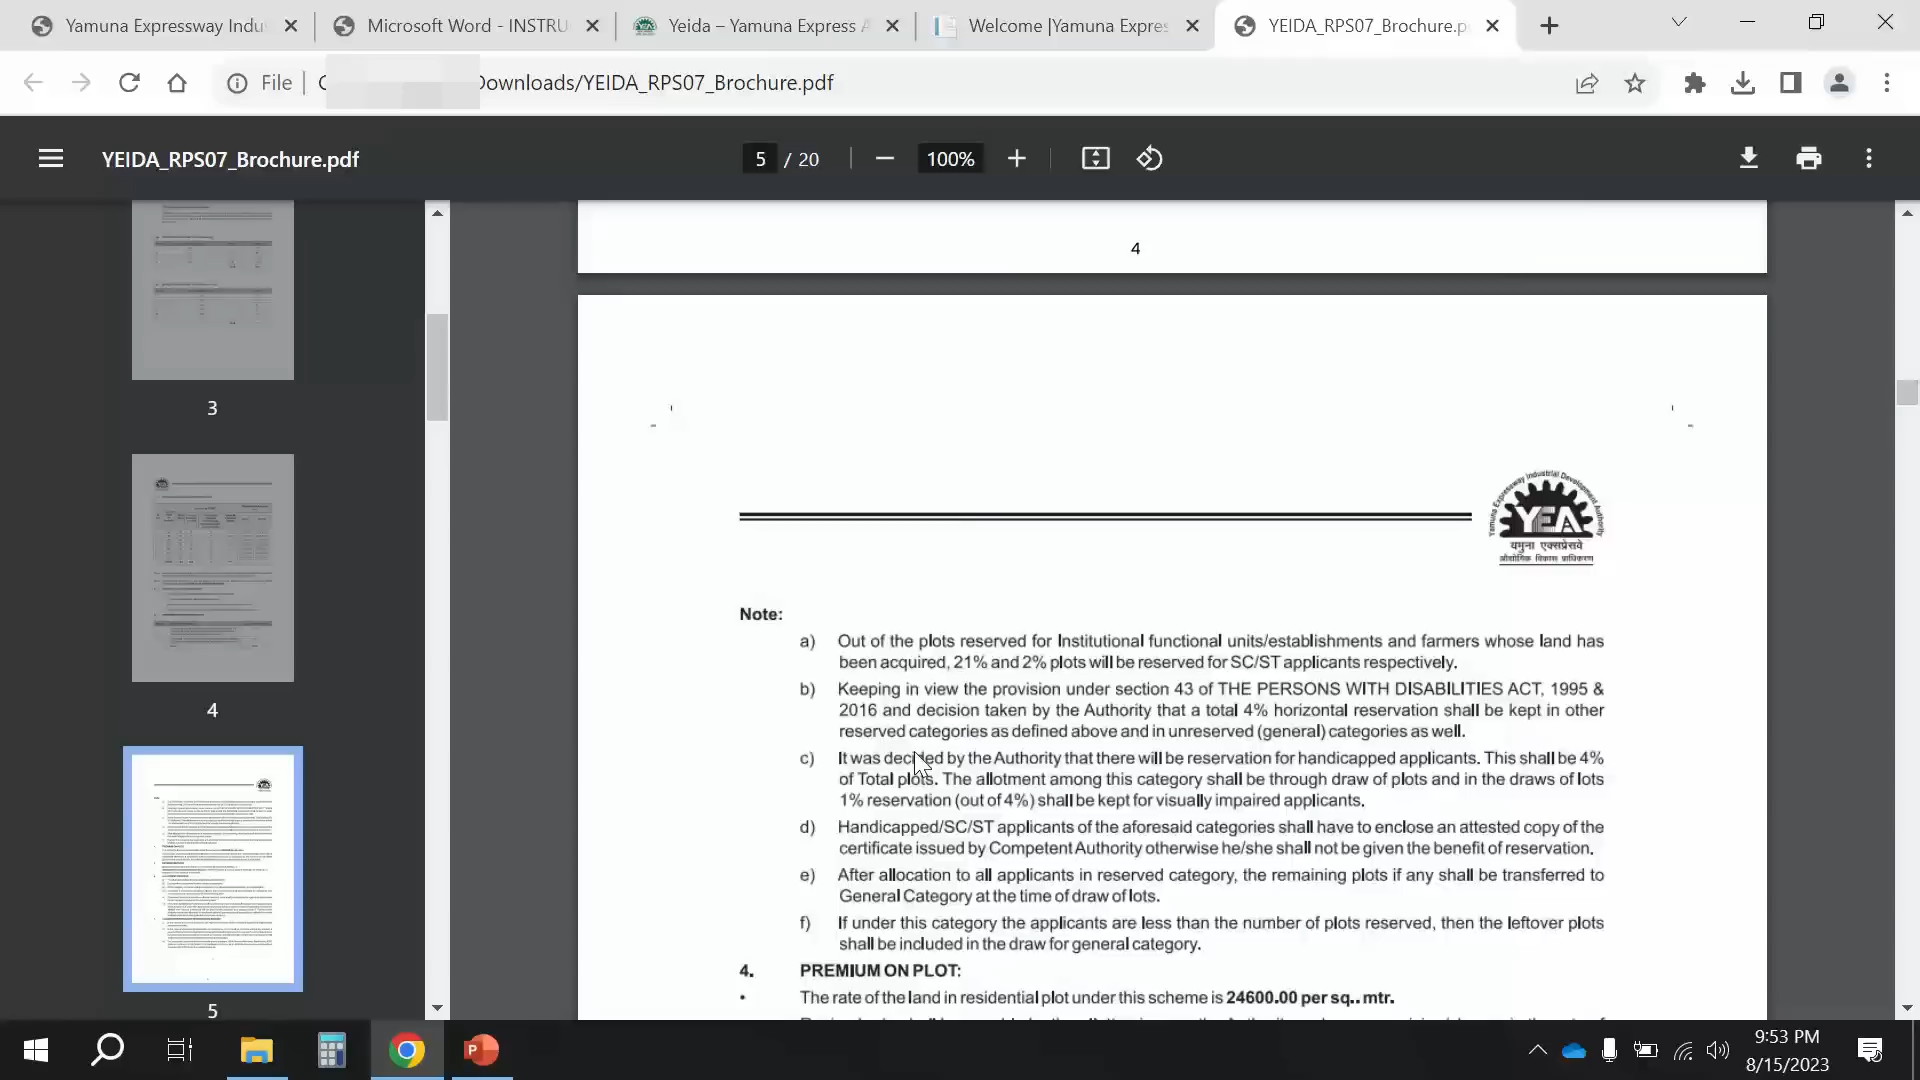 Yamuna Expressway Indu
Microsoft Word - INSTRU
Yeida – Yamuna Express A
Welcome |Yamuna Expres
YEIDA_RPS07_Brochure.p
File
Downloads/YEIDA_RPS07_Brochure.pdf
YEIDA_RPS07_Brochure.pdf
5 / 20
100%
3
4
5
4
Yamuna Expressway Industrial Development Authority
YEA
यमुना एक्सप्रेसवे
औद्योगिक विकास प्राधिकरण
Note:
a) Out of the plots reserved for Institutional functional units/establishments and farmers whose land has
been acquired, 21% and 2% plots will be reserved for SC/ST applicants respectively.
b) Keeping in view the provision under section 43 of THE PERSONS WITH DISABILITIES ACT, 1995 &
2016 and decision taken by the Authority that a total 4% horizontal reservation shall be kept in other
reserved categories as defined above and in unreserved (general) categories as well.
c) It was decided by the Authority that there will be reservation for handicapped applicants. This shall be 4%
of Total plots. The allotment among this category shall be through draw of plots and in the draws of lots
1% reservation (out of 4%) shall be kept for visually impaired applicants.
d) Handicapped/SC/ST applicants of the aforesaid categories shall have to enclose an attested copy of the
certificate issued by Competent Authority otherwise he/she shall not be given the benefit of reservation.
e) After allocation to all applicants in reserved category, the remaining plots if any shall be transferred to
General Category at the time of draw of lots.
f) If under this category the applicants are less than the number of plots reserved, then the leftover plots
shall be included in the draw for general category.
4. PREMIUM ON PLOT:
• The rate of the land in residential plot under this scheme is 24600.00 per sq.. mtr.
9:53 PM
8/15/2023